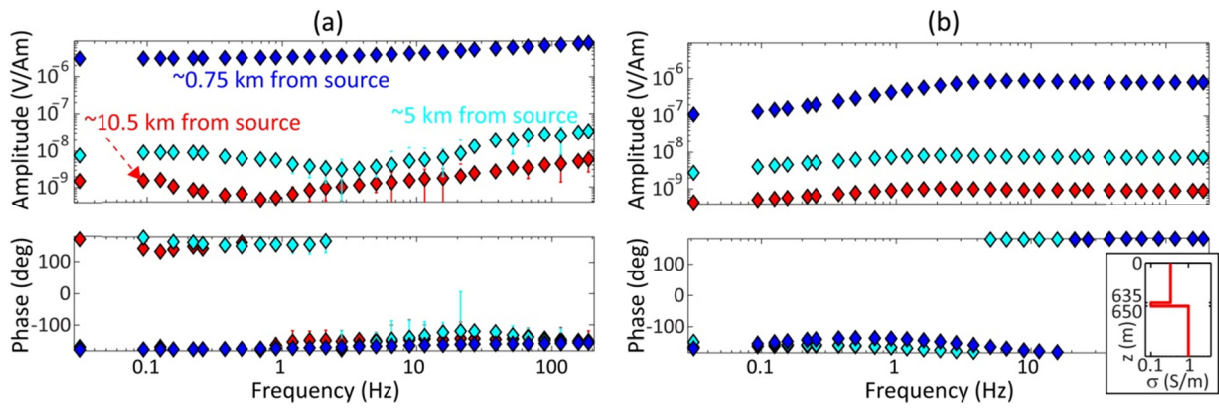 (a)
Amplitude (V/Am)
10⁻⁶
10⁻⁷
10⁻⁸
10⁻⁹
~0.75 km from source
~10.5 km from source
~5 km from source
Phase (deg)
100
0
-100
0.1
1
10
100
Frequency (Hz)
(b)
Amplitude (V/Am)
10⁻⁶
10⁻⁷
10⁻⁸
10⁻⁹
Phase (deg)
100
0
-100
0.1
1
10
Frequency (Hz)
z (m)
0
635
650
0.1
1
σ (S/m)